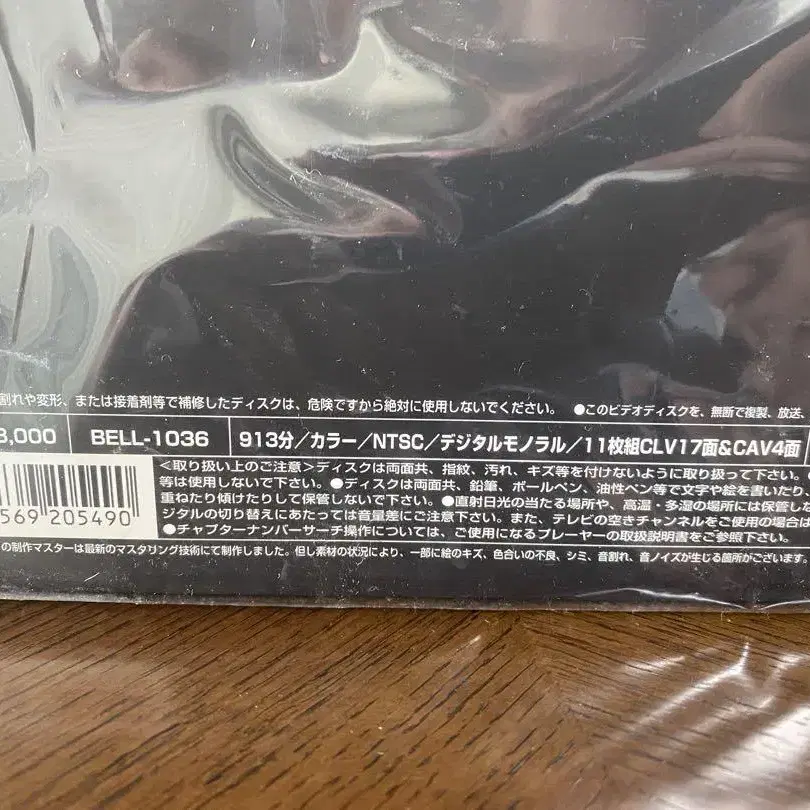 割れや変形、または接着剤等で補修したディスクは、危険ですから絶対に使用しないでください。 ●このビデオディスクを、無断で複製、放送、
3,000 BELL-1036 913分／カラー／NTSC／デジタルモノラル／11枚組CLV17面&CAV4面
＜取り扱い上のご注意＞ディスクは両面共、指紋、汚れ、キズ等を付けないように取り扱って下さい。
等は使用しないで下さい。●ディスクは両面共、鉛筆、ボールペン、油性ペン等で文字や絵を書いたり、
重ねたり傾けたりして保管しないで下さい。●直射日光の当たる場所や、高温・多湿の場所には保管しな
ジタルの切り替えにあたっては音量差にご注意下さい。また、テレビの空きチャンネルをご使用の場合は
●チャプターナンバーサーチ操作については、ご使用になるプレーヤーの取扱説明書をご参照下さい。
569 205490
の制作マスターは最新のマスタリング技術にて制作しました。但し素材の状況により、一部に絵のキズ、色合いの不良、シミ、音割れ、音ノイズが生じる箇所がございます。